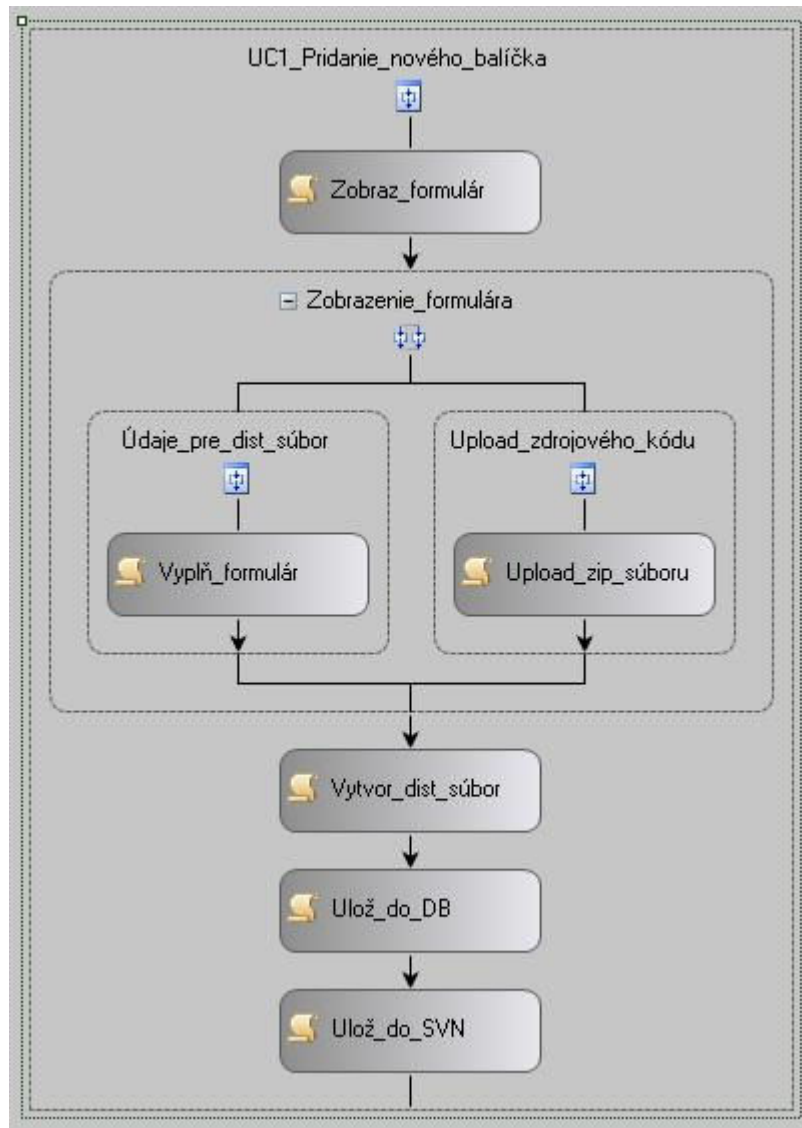 UC1_Pridanie_nového_balíčka
Zobraz_formulár
Zobrazenie_formulára
Údaje_pre_dist_súbor
Upload_zdrojového_kódu
Vyplň_formulár
Upload_zip_súboru
Vytvor_dist_súbor
Ulož_do_DB
Ulož_do_SVN